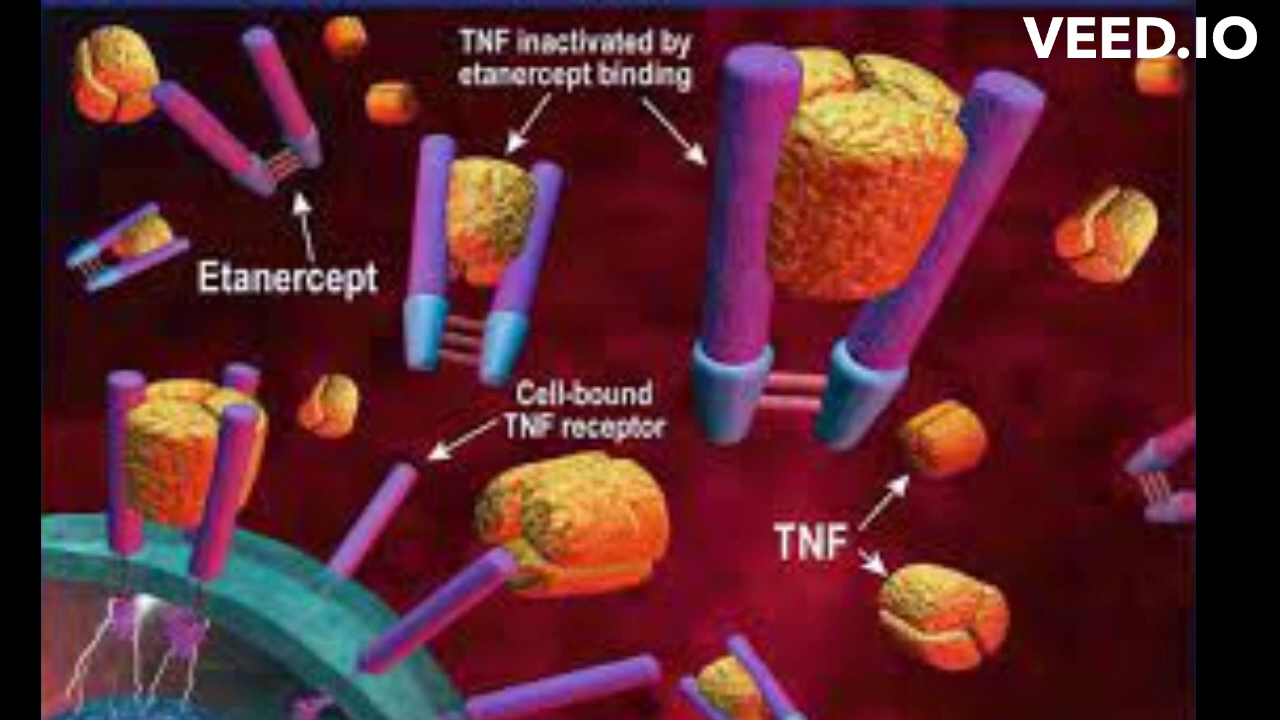 VEED.IO
TNF inactivated by
etanercept binding
Etanercept
Cell-bound
TNF receptor
TNF